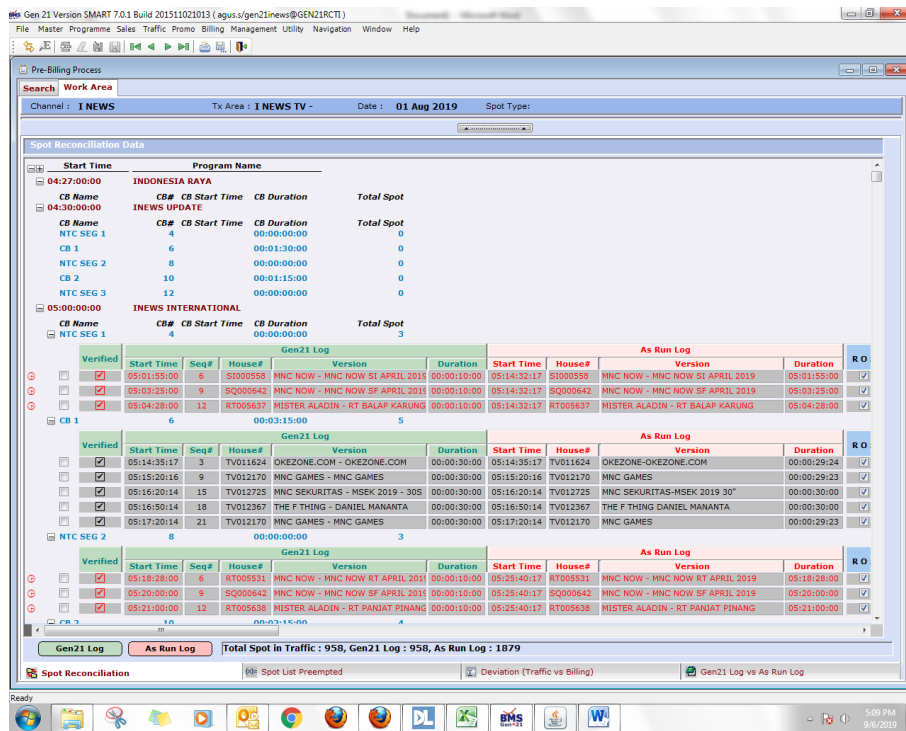 Gen 21 Version SMART 7.0.1 Build 201511021013 ( agus.s/gen21inews@GEN21RCTI )
File Master Programme Sales Traffic Promo Billing Management Utility Navigation Window Help
Pre-Billing Process
Search Work Area
Channel : I NEWS Tx Area : I NEWS TV - Date : 01 Aug 2019 Spot Type:
Spot Reconciliation Data
Start Time Program Name
04:27:00:00 INDONESIA RAYA
CB Name CB# CB Start Time CB Duration Total Spot
04:30:00:00 INEWS UPDATE
CB Name CB# CB Start Time CB Duration Total Spot
NTC SEG 1 4 00:00:00:00 0
CB 1 6 00:01:30:00 0
NTC SEG 2 8 00:00:00:00 0
CB 2 10 00:01:15:00 0
NTC SEG 3 12 00:00:00:00 0
05:00:00:00 INEWS INTERNATIONAL
CB Name CB# CB Start Time CB Duration Total Spot
NTC SEG 1 4 00:00:00:00 3
Gen21 Log As Run Log
Verified Start Time Seq# House# Version Duration Start Time House# Version Duration R O
05:01:55:00 6 SI000558 MNC NOW - MNC NOW SI APRIL 2019 00:00:10:00 05:14:32:17 SI000558 MNC NOW - MNC NOW SI APRIL 2019 05:01:55:00
05:03:25:00 9 SQ000642 MNC NOW - MNC NOW SF APRIL 2019 00:00:10:00 05:14:32:17 SQ000642 MNC NOW - MNC NOW SF APRIL 2019 05:03:25:00
05:04:28:00 12 RT005637 MISTER ALADIN - RT BALAP KARUNG 00:00:10:00 05:14:32:17 RT005637 MISTER ALADIN - RT BALAP KARUNG 05:04:28:00
CB 1 6 00:03:15:00 5
Gen21 Log As Run Log
Verified Start Time Seq# House# Version Duration Start Time House# Version Duration R O
05:14:35:17 3 TV011624 OKEZONE.COM - OKEZONE.COM 00:00:30:00 05:14:35:17 TV011624 OKEZONE-OKEZONE.COM 00:00:29:24
05:15:20:16 9 TV012170 MNC GAMES - MNC GAMES 00:00:30:00 05:15:20:16 TV012170 MNC GAMES 00:00:29:23
05:16:20:14 15 TV012725 MNC SEKURITAS - MSEK 2019 - 30S 00:00:30:00 05:16:20:14 TV012725 MNC SEKURITAS-MSEK 2019 30" 00:00:30:00
05:16:50:14 18 TV012367 THE F THING - DANIEL MANANTA 00:00:30:00 05:16:50:14 TV012367 THE F THING DANIEL MANANTA 00:00:30:00
05:17:20:14 21 TV012170 MNC GAMES - MNC GAMES 00:00:30:00 05:17:20:14 TV012170 MNC GAMES 00:00:29:23
NTC SEG 2 8 00:00:00:00 3
Gen21 Log As Run Log
Verified Start Time Seq# House# Version Duration Start Time House# Version Duration R O
05:18:28:00 6 RT005531 MNC NOW - MNC NOW RT APRIL 2019 00:00:10:00 05:25:40:17 RT005531 MNC NOW - MNC NOW RT APRIL 2019 05:18:28:00
05:20:00:00 9 SQ000642 MNC NOW - MNC NOW SF APRIL 2019 00:00:10:00 05:25:40:17 SQ000642 MNC NOW - MNC NOW SF APRIL 2019 05:20:00:00
05:21:00:00 12 RT005638 MISTER ALADIN - RT PANJAT PINANG 00:00:10:00 05:25:40:17 RT005638 MISTER ALADIN - RT PANJAT PINANG 05:21:00:00
CB 2 10 00:02:15:00 4
Gen21 Log As Run Log Total Spot in Traffic : 958, Gen21 Log : 958, As Run Log : 1879
Spot Reconciliation Spot List Preempted Deviation (Traffic vs Billing) Gen21 Log vs As Run Log
Ready
DL BMS Gen21
5:09 PM
9/6/2019